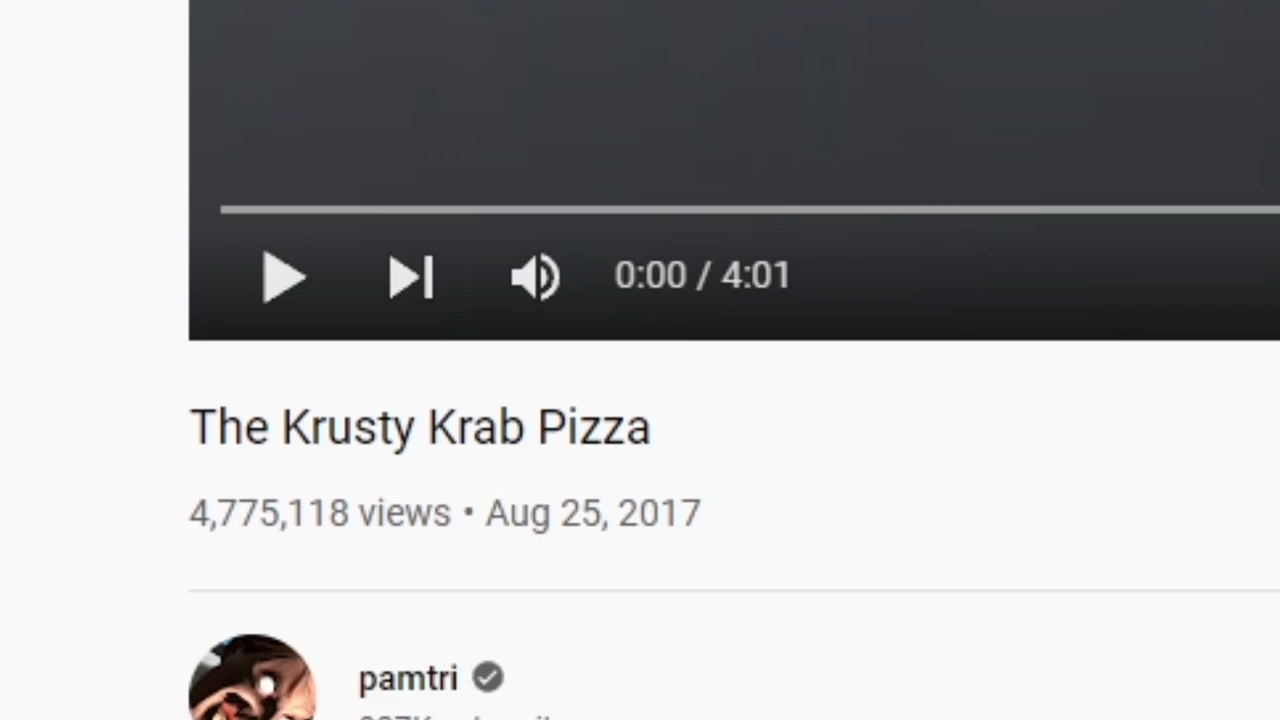 0:00 / 4:01
The Krusty Krab Pizza
4,775,118 views • Aug 25, 2017
pamtri